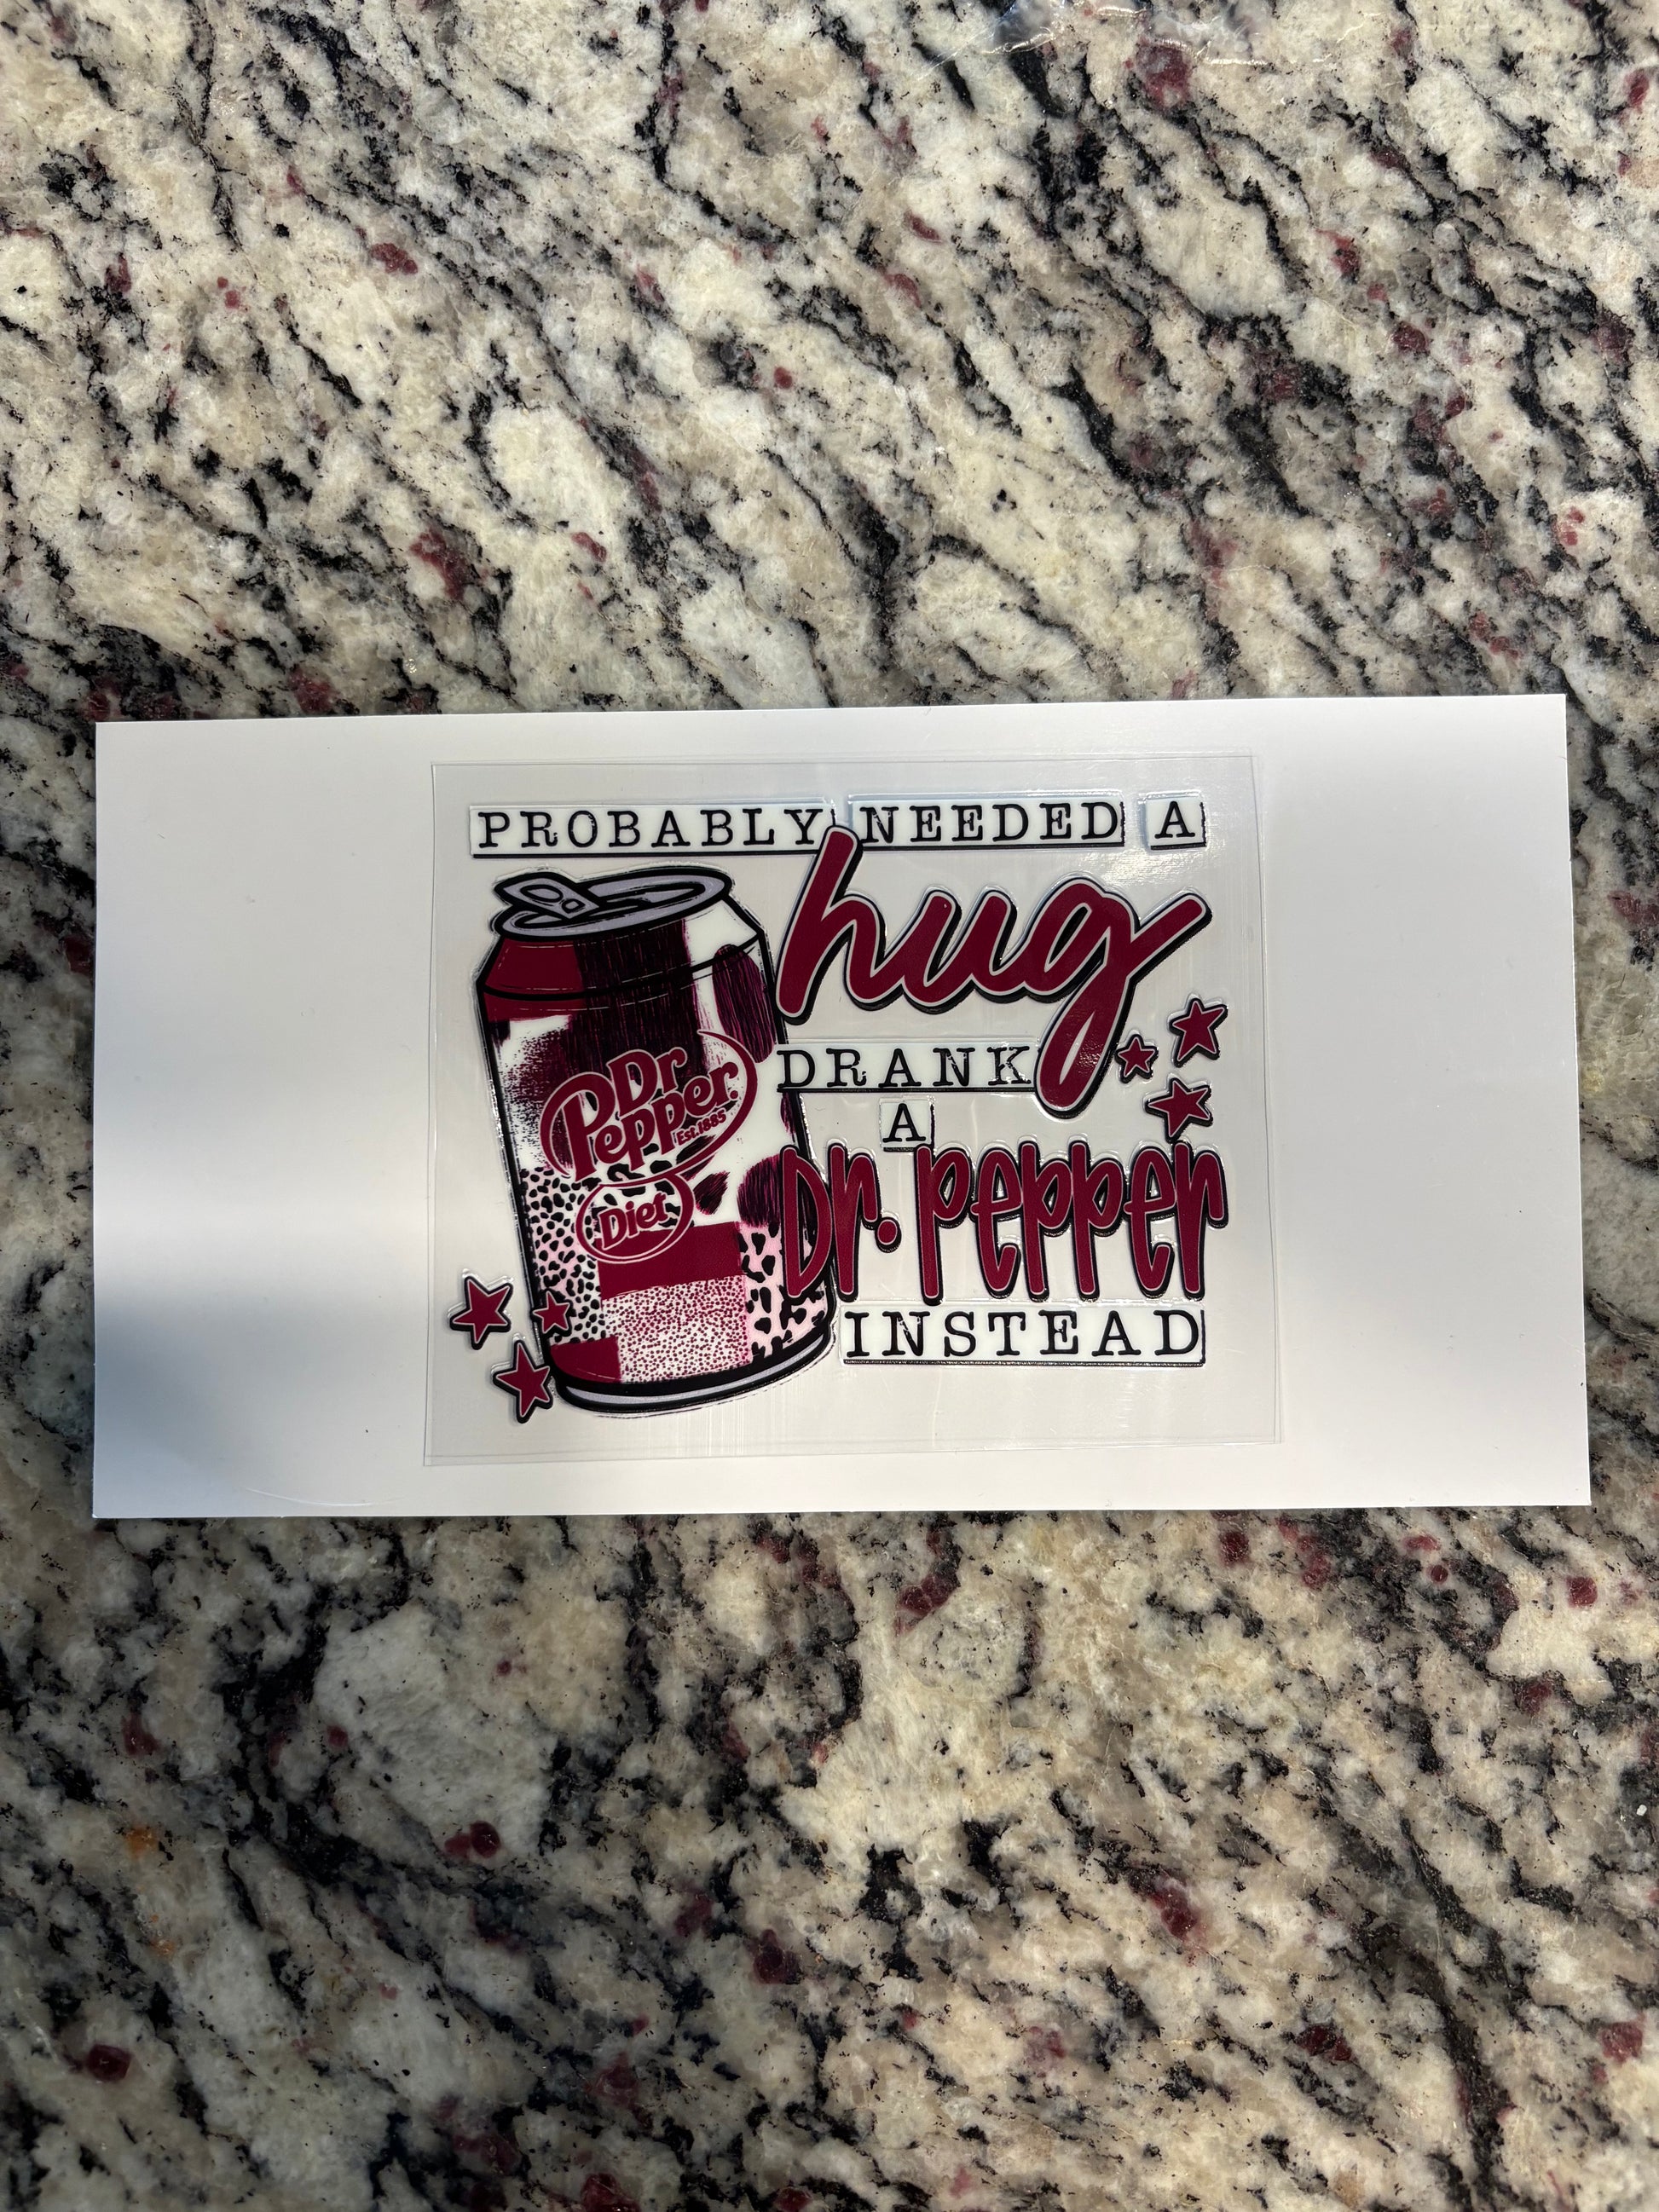 PROBABLY NEEDED A
hug
DRANK
A
Dr. Pepper
INSTEAD
Dr
Pepper.
Est. 1885
Diet